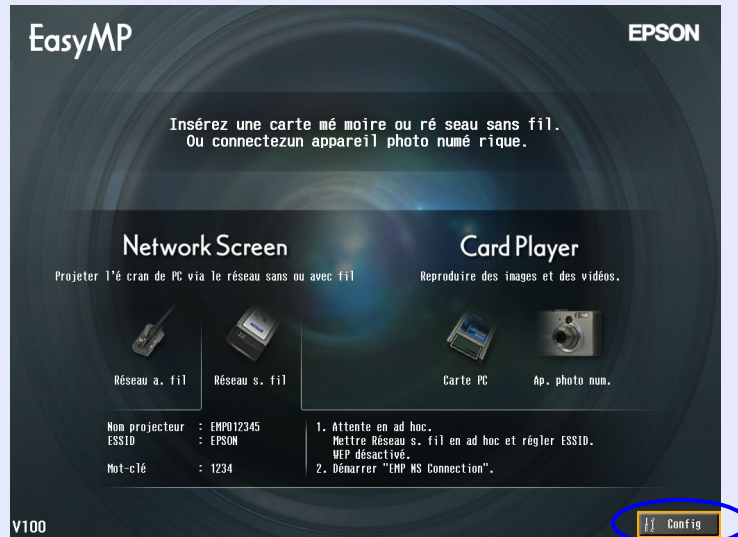 EasyMP
EPSON
Insérez une carte mé moire ou ré seau sans fil.
Ou connectezun appareil photo numé rique.
Network Screen
Projeter l'é cran de PC via le réseau sans ou avec fil
Card Player
Reproduire des images et des vidéos.
Réseau a. fil
Réseau s. fil
Carte PC
Ap. photo num.
Nom projecteur : EMP012345
ESSID : EPSON
Mot-clé : 1234
1. Attente en ad hoc.
Mettre Réseau s. fil en ad hoc et régler ESSID.
WEP désactivé.
2. Démarrer "EMP NS Connection".
V100
Config